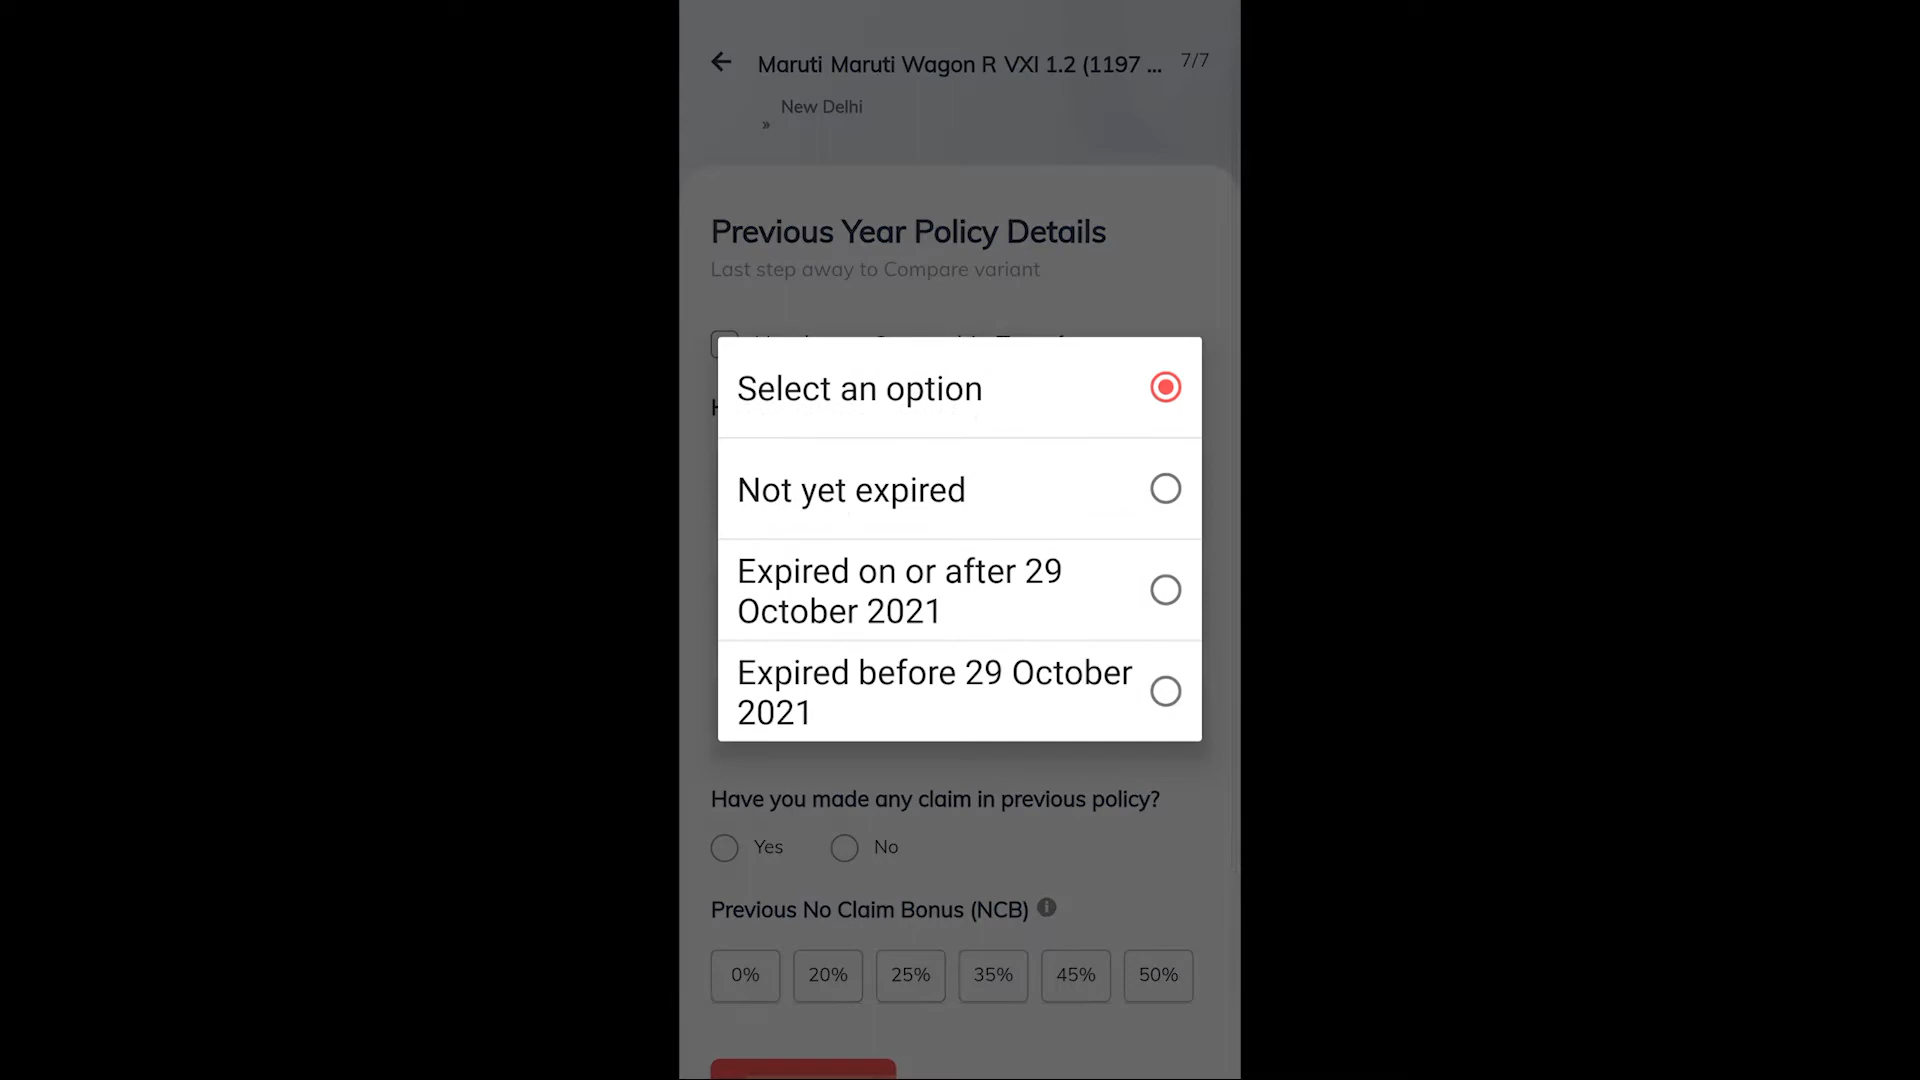 Maruti Maruti Wagon R VXI 1.2 (1197 ...
7/7
New Delhi
»
Previous Year Policy Details
Last step away to Compare variant
Select an option
Not yet expired
Expired on or after 29
October 2021
Expired before 29 October
2021
Have you made any claim in previous policy?
Yes
No
Previous No Claim Bonus (NCB)
0%
20%
25%
35%
45%
50%